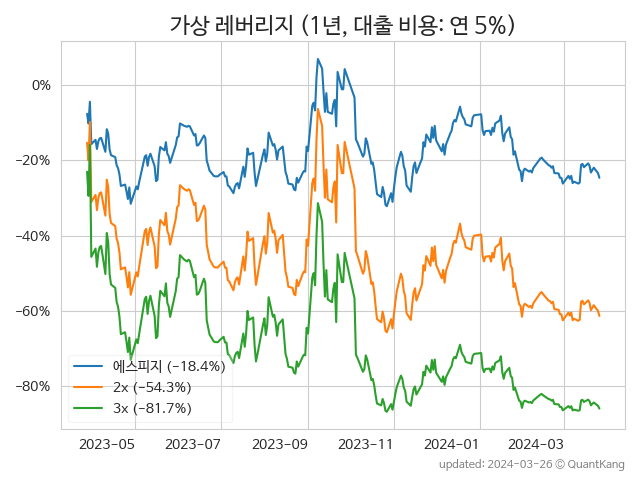 가상 레버리지 (1년, 대출 비용: 연 5%)
0%
−20%
−40%
−60%
−80%
에스피지 (−18.4%)
2x (−54.3%)
3x (−81.7%)
2023-05
2023-07
2023-09
2023-11
2024-01
2024-03
updated: 2024-03-26 © QuantKang